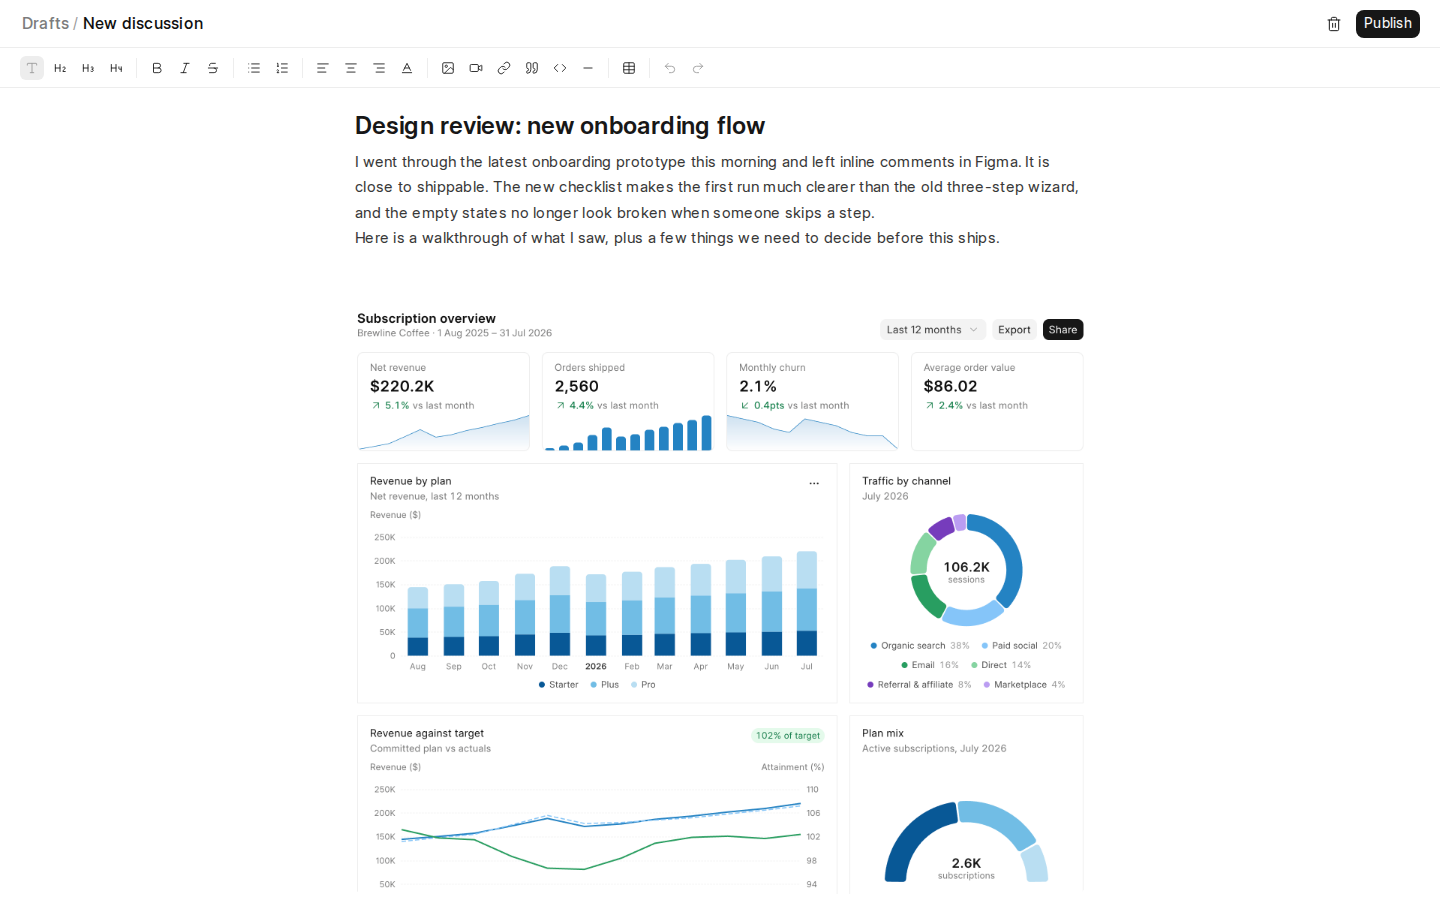 Drafts / New discussion
Publish
H2 H3 H4
Design review: new onboarding flow
I went through the latest onboarding prototype this morning and left inline comments in Figma. It is
close to shippable. The new checklist makes the first run much clearer than the old three-step wizard,
and the empty states no longer look broken when someone skips a step.
Here is a walkthrough of what I saw, plus a few things we need to decide before this ships.
Subscription overview
Brewline Coffee · 1 Aug 2025 – 31 Jul 2026
Last 12 months
Export
Share
Net revenue
$220.2K
5.1% vs last month
Orders shipped
2,560
4.4% vs last month
Monthly churn
2.1%
0.4pts vs last month
Average order value
$86.02
2.4% vs last month
Revenue by plan
Net revenue, last 12 months
Revenue ($)
250K
200K
150K
100K
50K
0
Aug Sep Oct Nov Dec 2026 Feb Mar Apr May Jun Jul
Starter Plus Pro
Traffic by channel
July 2026
106.2K
sessions
Organic search 38% Paid social 20%
Email 16% Direct 14%
Referral & affiliate 8% Marketplace 4%
Revenue against target
Committed plan vs actuals
102% of target
Revenue ($)
Attainment (%)
250K
200K
150K
100K
50K
110
106
102
98
94
Plan mix
Active subscriptions, July 2026
2.6K
subscriptions